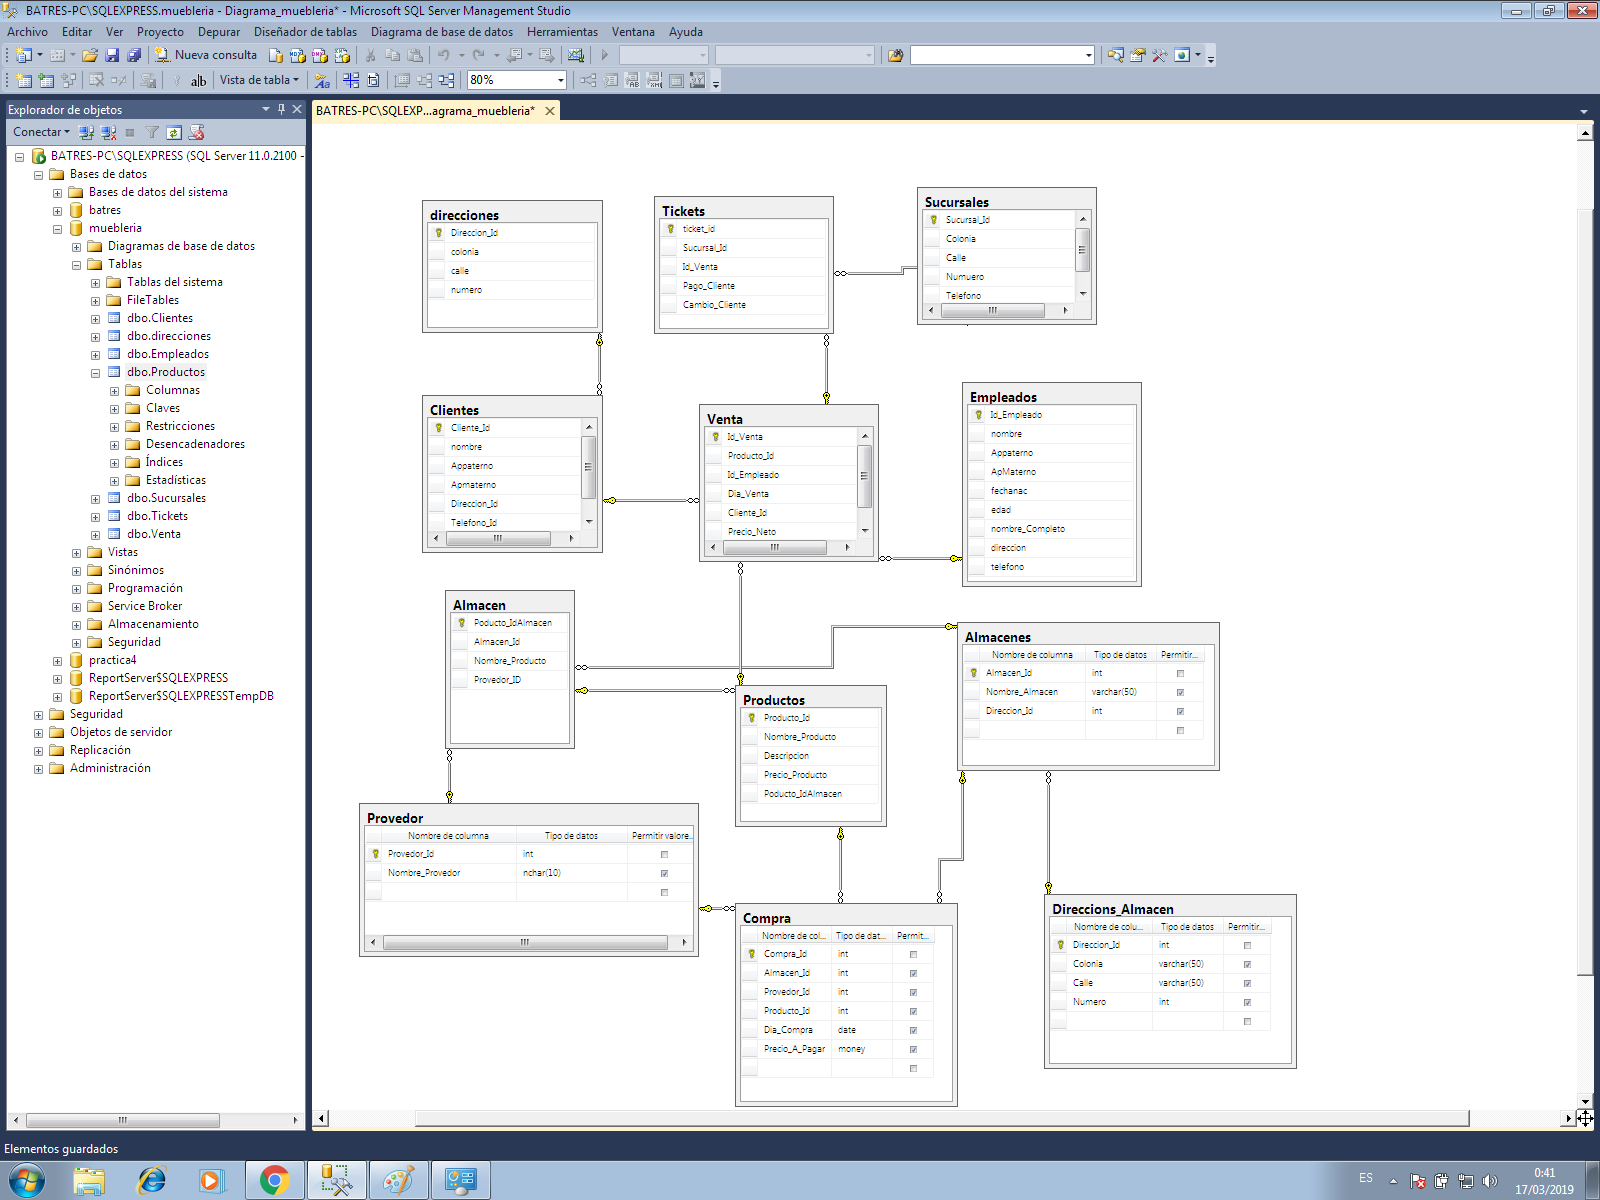 BATRES-PC\SQLEXPRESS.muebleria - Diagrama_muebleria* - Microsoft SQL Server Management Studio
Archivo Editar Ver Proyecto Depurar Diseñador de tablas Diagrama de base de datos Herramientas Ventana Ayuda
Nueva consulta
Vista de tabla 80%
Explorador de objetos
BATRES-PC\SQLEXP...agrama_muebleria*
Conectar
BATRES-PC\SQLEXPRESS (SQL Server 11.0.2100 -
Bases de datos
Bases de datos del sistema
batres
muebleria
Diagramas de base de datos
Tablas
Tablas del sistema
FileTables
dbo.Clientes
dbo.direcciones
dbo.Empleados
dbo.Productos
Columnas
Claves
Restricciones
Desencadenadores
Índices
Estadísticas
dbo.Sucursales
dbo.Tickets
dbo.Venta
Vistas
Sinónimos
Programación
Service Broker
Almacenamiento
Seguridad
practica4
ReportServer$SQLEXPRESS
ReportServer$SQLEXPRESSTempDB
Seguridad
Objetos de servidor
Replicación
Administración
direcciones
Direccion_Id
colonia
calle
numero
Tickets
ticket_id
Sucursal_Id
Id_Venta
Pago_Cliente
Cambio_Cliente
Sucursales
Sucursal_Id
Colonia
Calle
Numuero
Telefono
Clientes
Cliente_Id
nombre
Appaterno
Apmaterno
Direccion_Id
Telefono_Id
Venta
Id_Venta
Producto_Id
Id_Empleado
Dia_Venta
Cliente_Id
Precio_Neto
Empleados
Id_Empleado
nombre
Appaterno
ApMaterno
fechanac
edad
nombre_Completo
direccion
telefono
Almacen
Poducto_IdAlmacen
Almacen_Id
Nombre_Producto
Provedor_ID
Almacenes
Nombre de columna Tipo de datos Permitir...
Almacen_Id int
Nombre_Almacen varchar(50)
Direccion_Id int
Productos
Producto_Id
Nombre_Producto
Descripcion
Precio_Producto
Poducto_IdAlmacen
Provedor
Nombre de columna Tipo de datos Permitir valore...
Provedor_Id int
Nombre_Provedor nchar(10)
Compra
Nombre de col... Tipo de dat... Permit...
Compra_Id int
Almacen_Id int
Provedor_Id int
Producto_Id int
Dia_Compra date
Precio_A_Pagar money
Direccions_Almacen
Nombre de colu... Tipo de datos Permitir...
Direccion_Id int
Colonia varchar(50)
Calle varchar(50)
Numero int
Elementos guardados
ES
0:41
17/03/2019